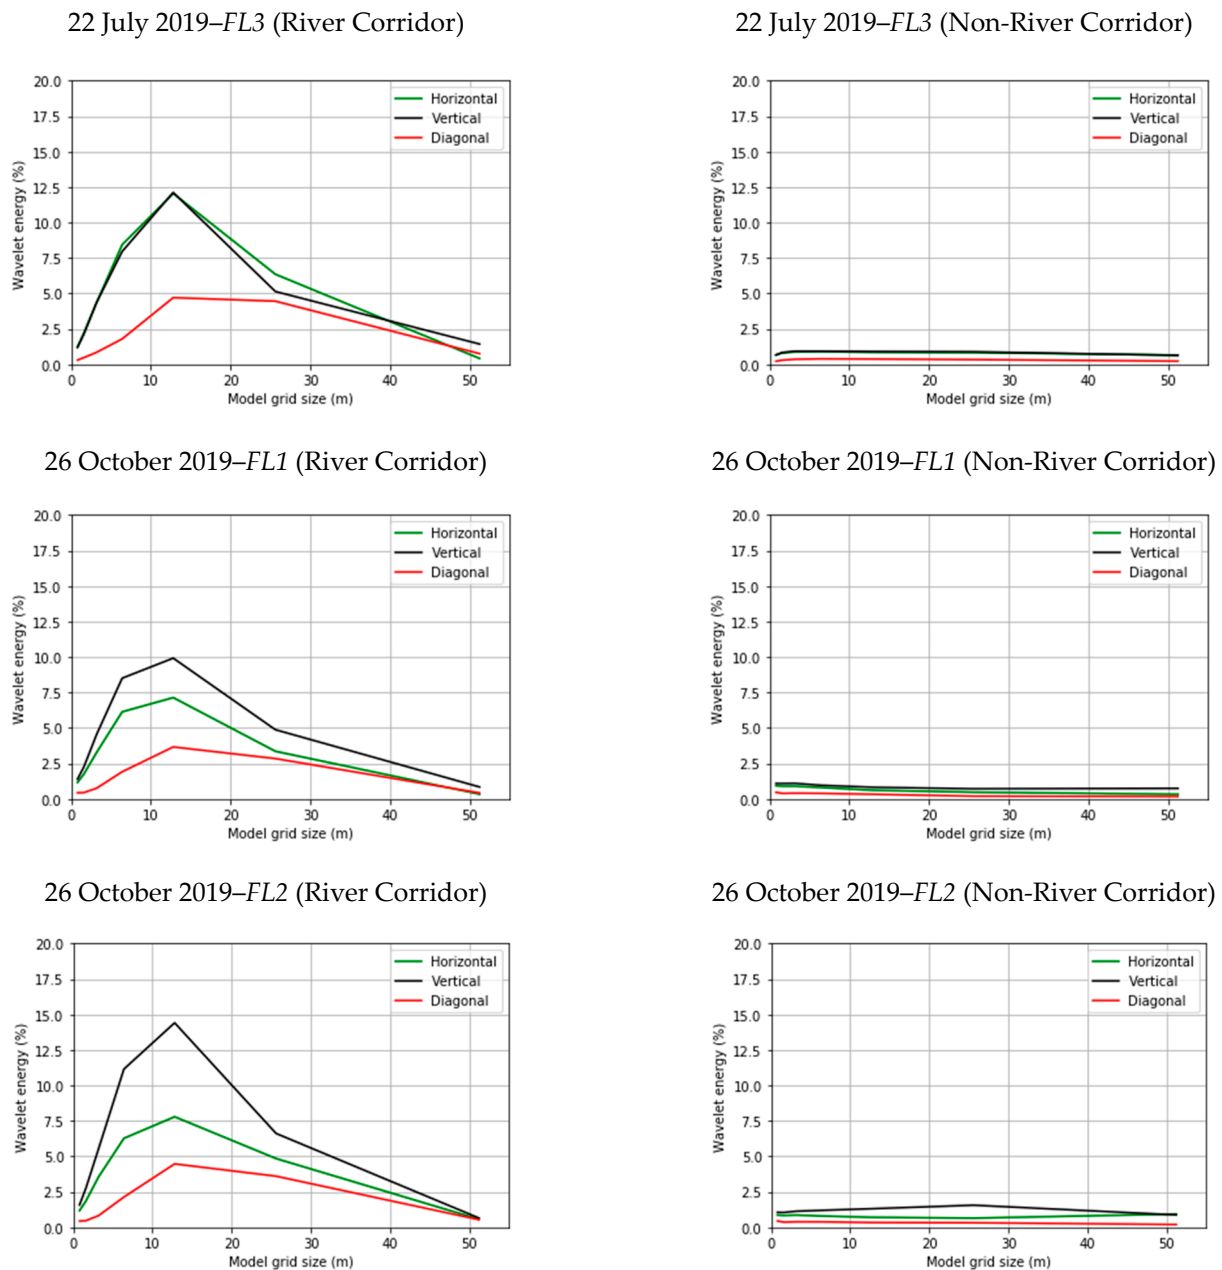 22 July 2019–FL3 (River Corridor)
22 July 2019–FL3 (Non-River Corridor)
20.0
17.5
15.0
12.5
10.0
7.5
5.0
2.5
0.0
Wavelet energy (%)
Horizontal
Vertical
Diagonal
0 10 20 30 40 50
Model grid size (m)
20.0
17.5
15.0
12.5
10.0
7.5
5.0
2.5
0.0
Wavelet energy (%)
Horizontal
Vertical
Diagonal
0 10 20 30 40 50
Model grid size (m)
26 October 2019–FL1 (River Corridor)
26 October 2019–FL1 (Non-River Corridor)
20.0
17.5
15.0
12.5
10.0
7.5
5.0
2.5
0.0
Wavelet energy (%)
Horizontal
Vertical
Diagonal
0 10 20 30 40 50
Model grid size (m)
20.0
17.5
15.0
12.5
10.0
7.5
5.0
2.5
0.0
Wavelet energy (%)
Horizontal
Vertical
Diagonal
0 10 20 30 40 50
Model grid size (m)
26 October 2019–FL2 (River Corridor)
26 October 2019–FL2 (Non-River Corridor)
20.0
17.5
15.0
12.5
10.0
7.5
5.0
2.5
0.0
Wavelet energy (%)
Horizontal
Vertical
Diagonal
0 10 20 30 40 50
Model grid size (m)
20.0
17.5
15.0
12.5
10.0
7.5
5.0
2.5
0.0
Wavelet energy (%)
Horizontal
Vertical
Diagonal
0 10 20 30 40 50
Model grid size (m)